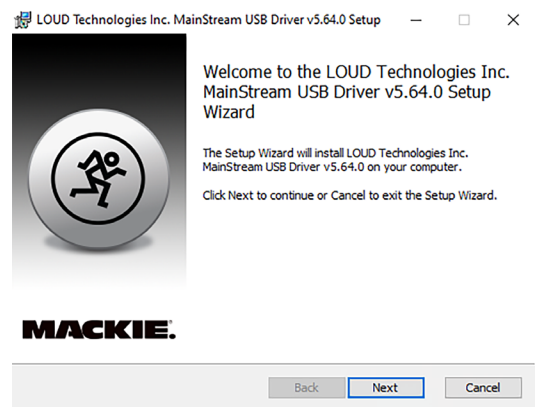 LOUD Technologies Inc. MainStream USB Driver v5.64.0 Setup
Welcome to the LOUD Technologies Inc.
MainStream USB Driver v5.64.0 Setup
Wizard
The Setup Wizard will install LOUD Technologies Inc.
MainStream USB Driver v5.64.0 on your computer.
Click Next to continue or Cancel to exit the Setup Wizard.
MACKIE.
Back Next Cancel